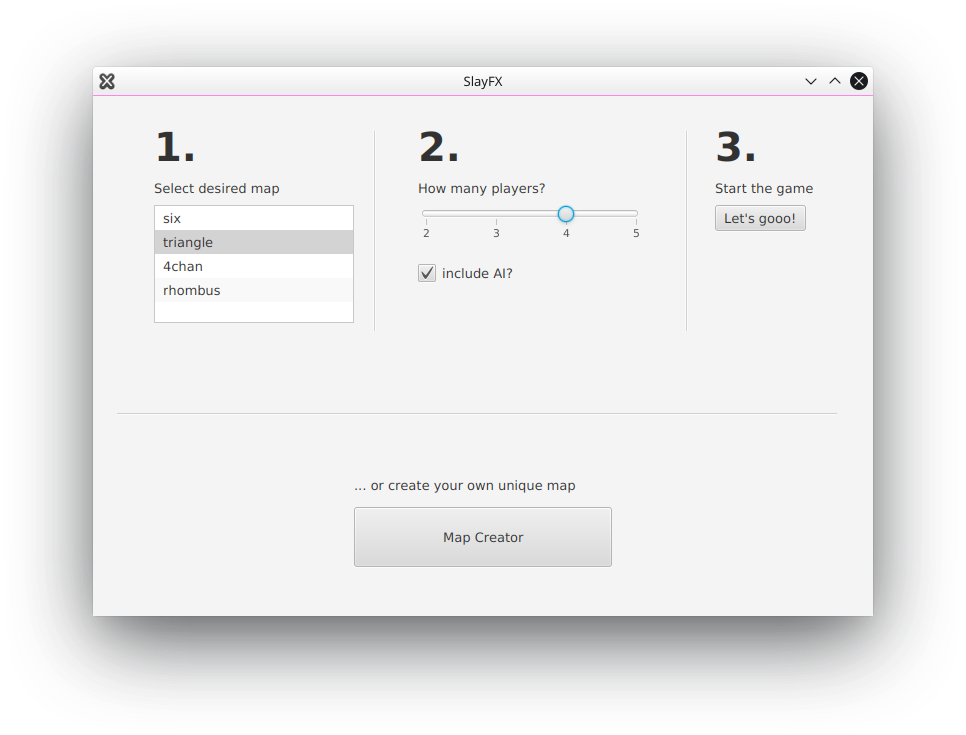 SlayFX
1.
Select desired map
six
triangle
4chan
rhombus
2.
How many players?
2 3 4 5
include AI?
3.
Start the game
Let's gooo!
... or create your own unique map
Map Creator